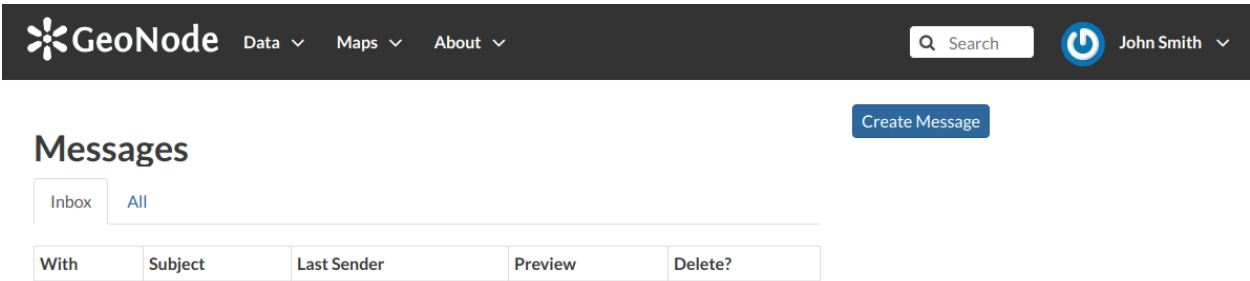 GeoNode Data Maps About Search John Smith
Create Message
Messages
Inbox All
With Subject Last Sender Preview Delete?